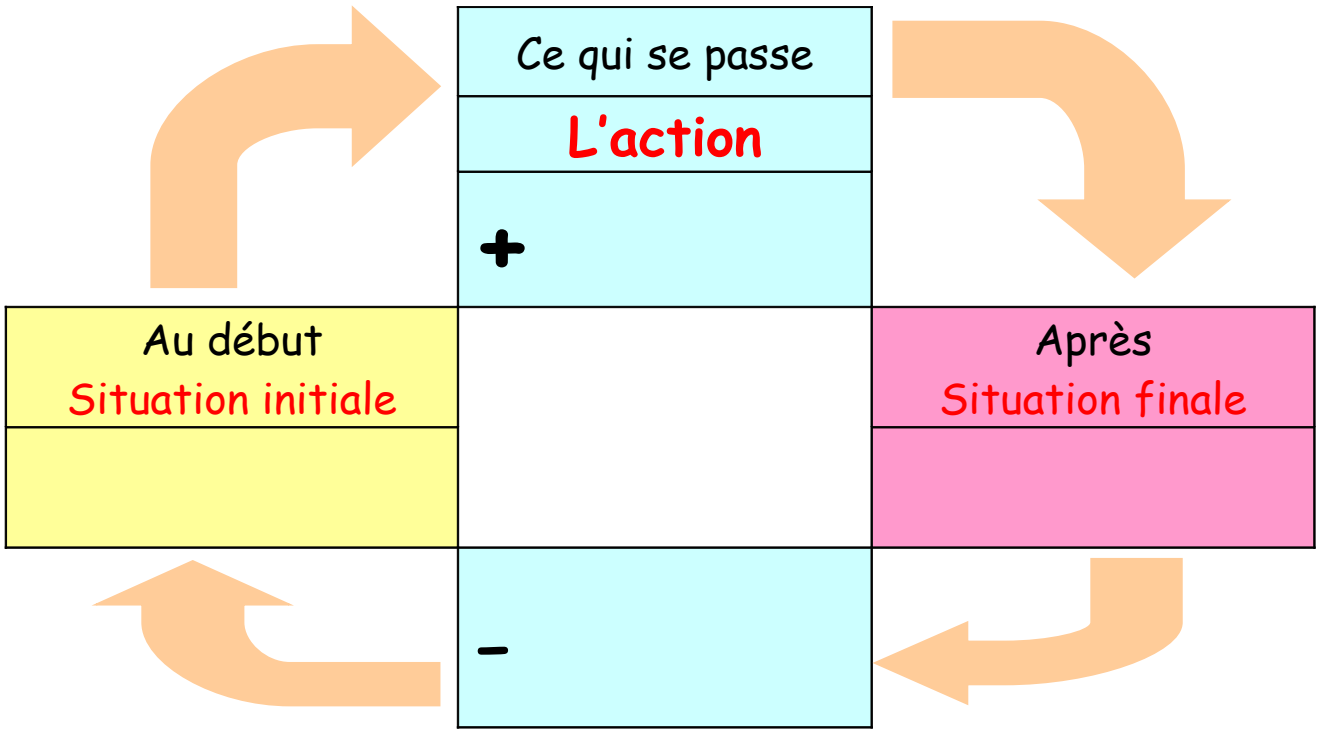 Ce qui se passe
L'action
+
Au début
Situation initiale
Après
Situation finale
-